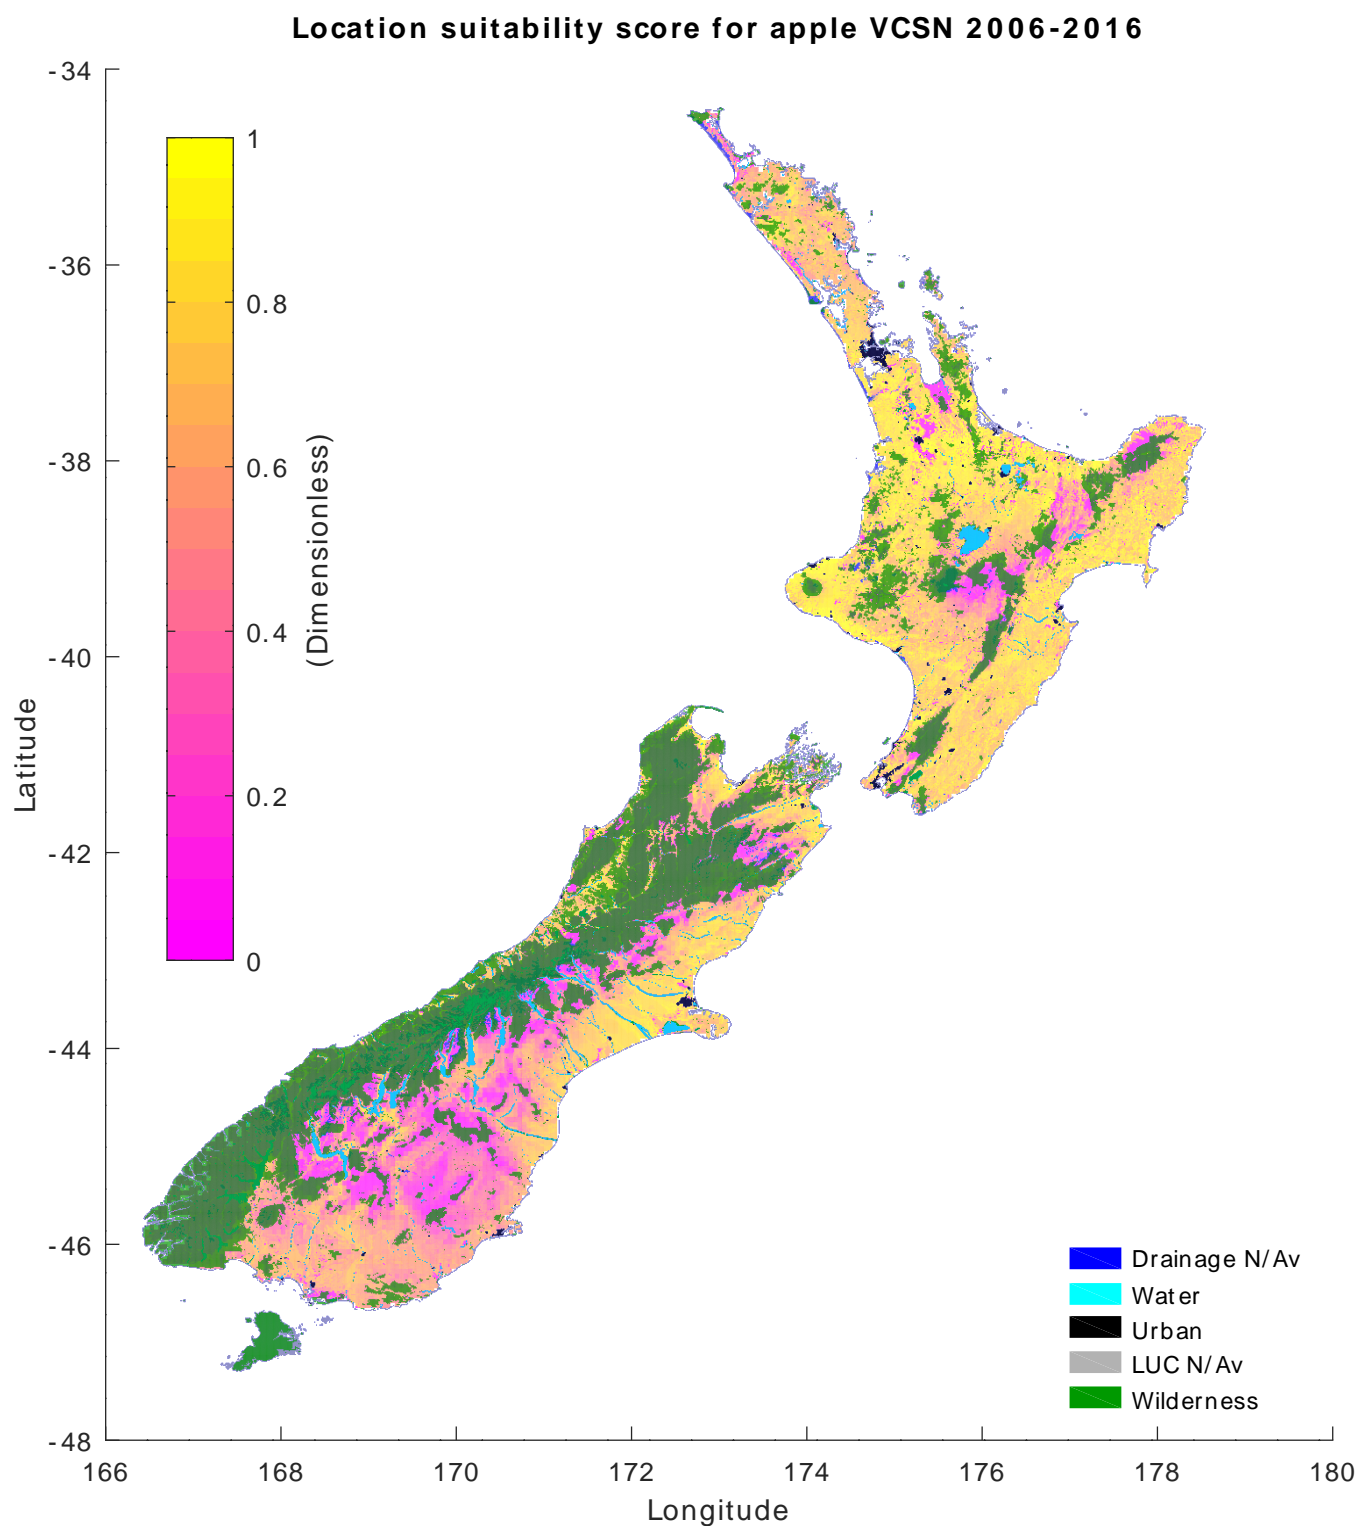 Location suitability score for apple VCSN 2006-2016
-34
-36
-38
-40
-42
-44
-46
-48
Latitude
1
0.8
0.6
0.4
0.2
0
(Dimensionless)
Drainage N/Av
Water
Urban
LUC N/Av
Wilderness
166
168
170
172
174
176
178
180
Longitude